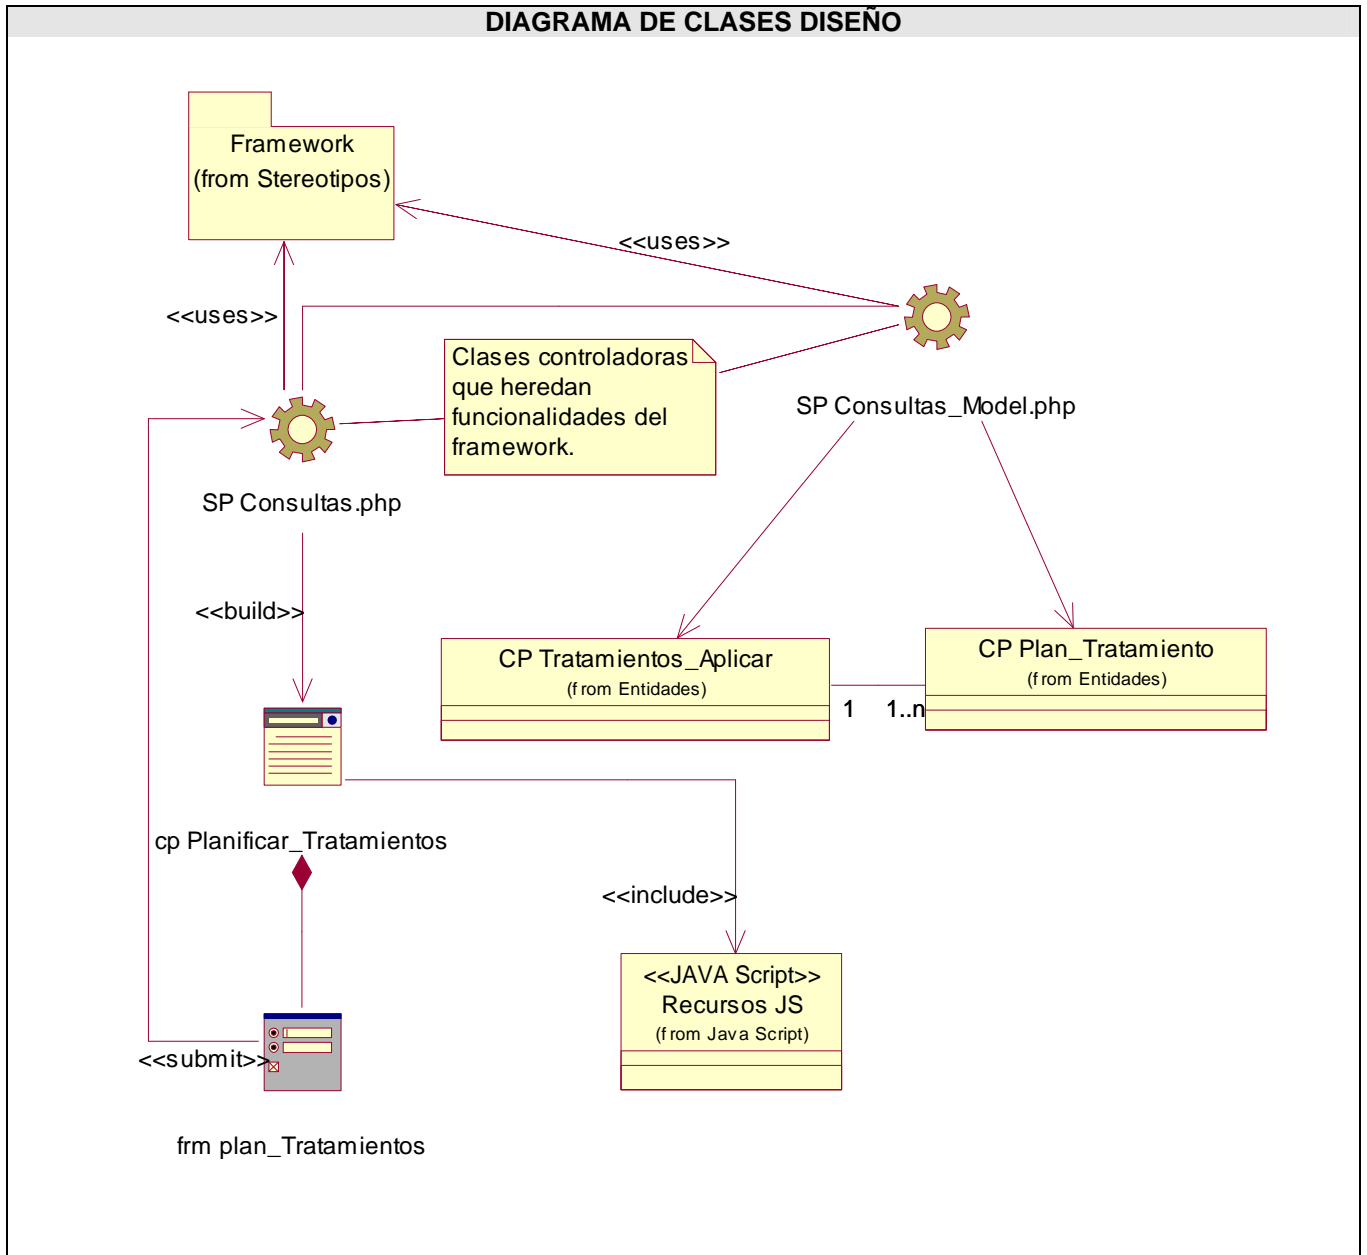 DIAGRAMA DE CLASES DISEÑO
Framework
(from Stereotipos)
<<uses>>
<<uses>>
Clases controladoras
que heredan
funcionalidades del
framework.
SP Consultas_Model.php
SP Consultas.php
<<build>>
CP Tratamientos_Aplicar
(from Entidades)
CP Plan_Tratamiento
(from Entidades)
1 1..n
cp Planificar_Tratamientos
<<include>>
<<JAVA Script>>
Recursos JS
(from Java Script)
<<submit>>
frm plan_Tratamientos